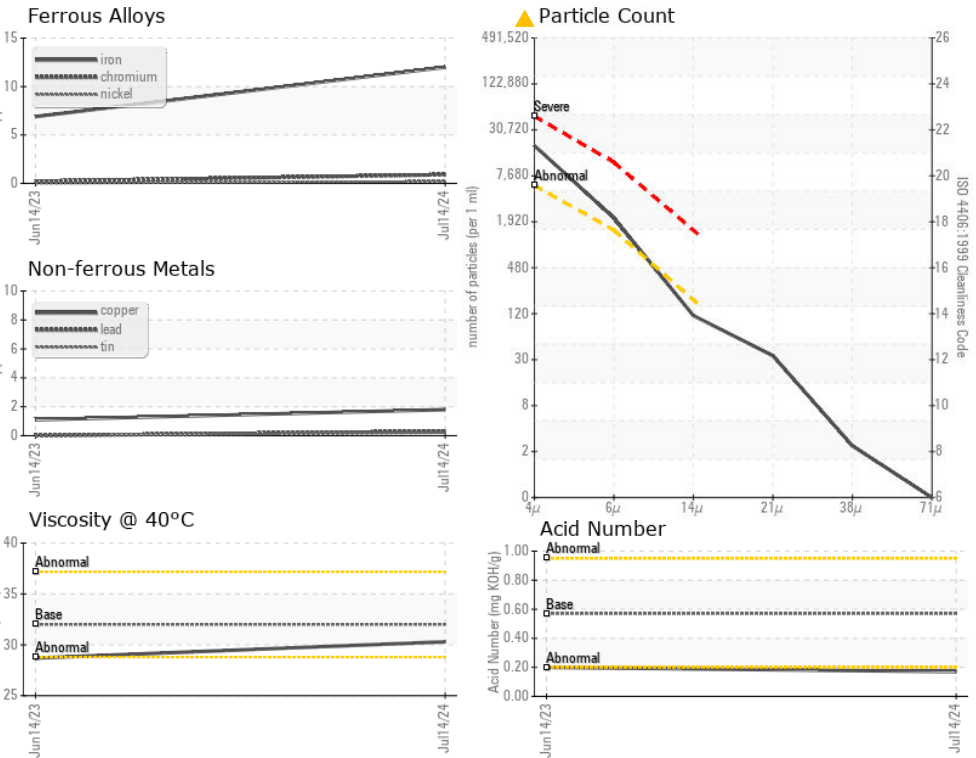 Ferrous Alloys
15
10
5
0
iron
chromium
nickel
Jun14/23
Jul14/24
Non-ferrous Metals
10
8
6
4
2
0
copper
lead
tin
Jun14/23
Jul14/24
Viscosity @ 40°C
40
35
30
25
Abnormal
Base
Abnormal
Jun14/23
Jul14/24
Particle Count
number of particles (per 1 ml)
491,520
122,880
30,720
7,680
1,920
480
120
30
8
2
0
Severe
Abnormal
4µ
6µ
14µ
21µ
38µ
71µ
26
24
22
20
18
16
14
12
10
8
6
ISO 4406:1999 Cleanliness Code
Acid Number
Acid Number (mg KOH/g)
1.00
0.80
0.60
0.40
0.20
0.00
Abnormal
Base
Abnormal
Jun14/23
Jul14/24